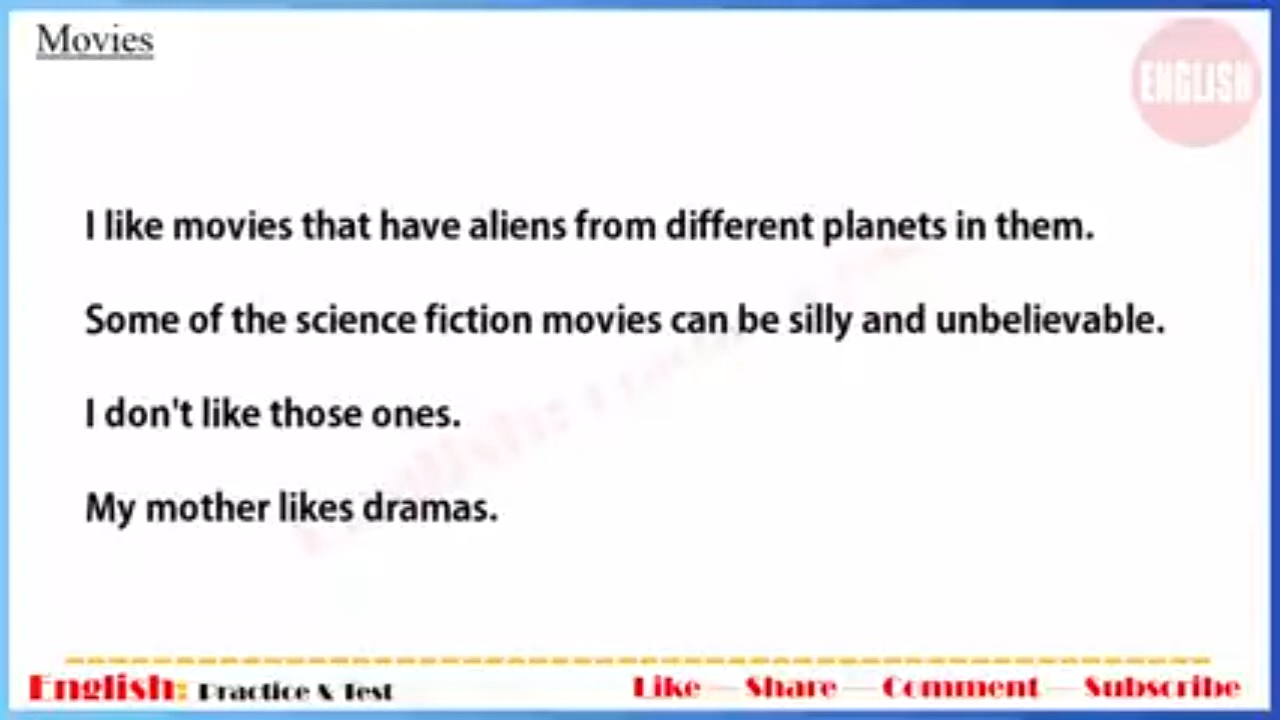 Movies
ENGLISH
I like movies that have aliens from different planets in them.
Some of the science fiction movies can be silly and unbelievable.
I don't like those ones.
My mother likes dramas.
English: Practice & Test
Like — Share — Comment — Subscribe